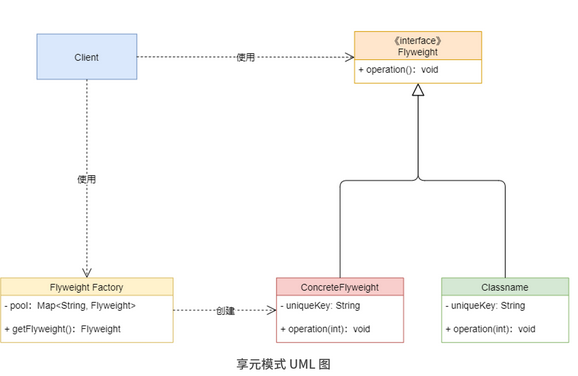 Client
使用
《interface》
Flyweight
+ operation()：void
使用
Flyweight Factory
- pool：Map<String, Flyweight>
+ getFlyweight()：Flyweight
创建
ConcreteFlyweight
- uniqueKey: String
+ operation(int)：void
Classname
- uniqueKey: String
+ operation(int)：void
享元模式 UML 图